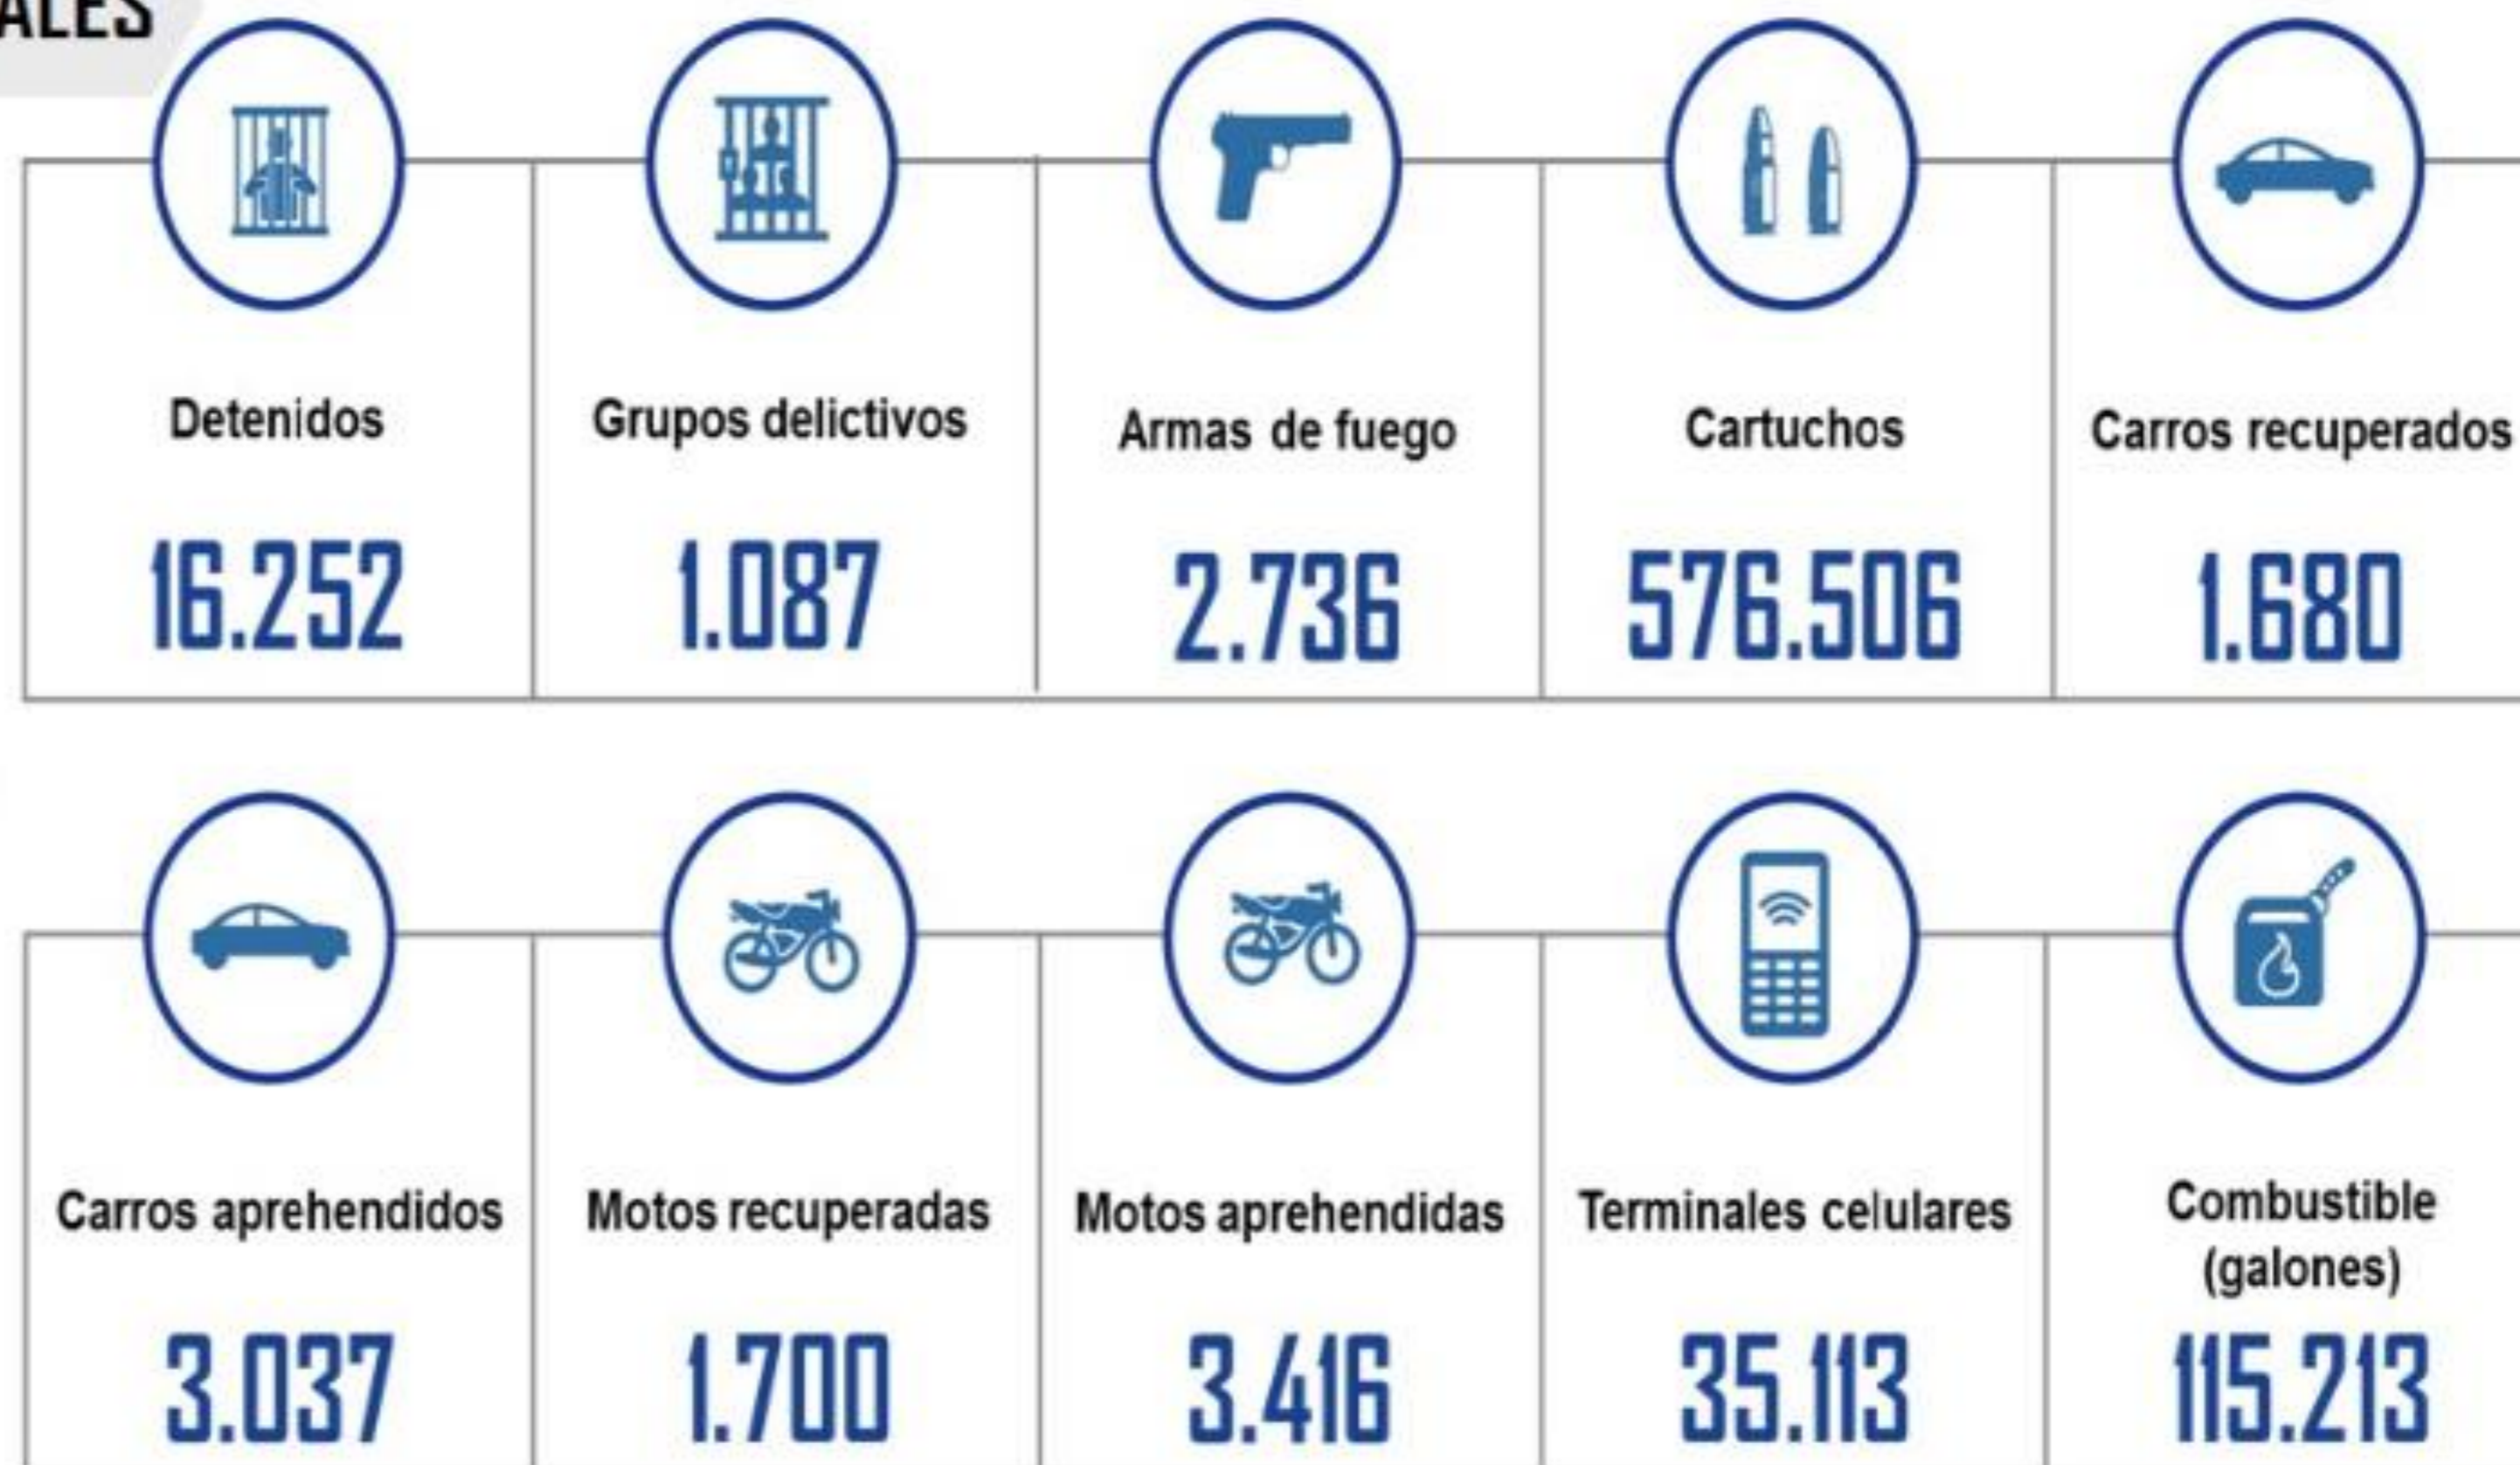 ALES
Detenidos
Grupos delictivos
Armas de fuego
Cartuchos
Carros recuperados
16.252
1.087
2.736
576.506
1.680
Carros aprehendidos
Motos recuperadas
Motos aprehendidas
Terminales celulares
Combustible
(galones)
3.037
1.700
3.416
35.113
115.213